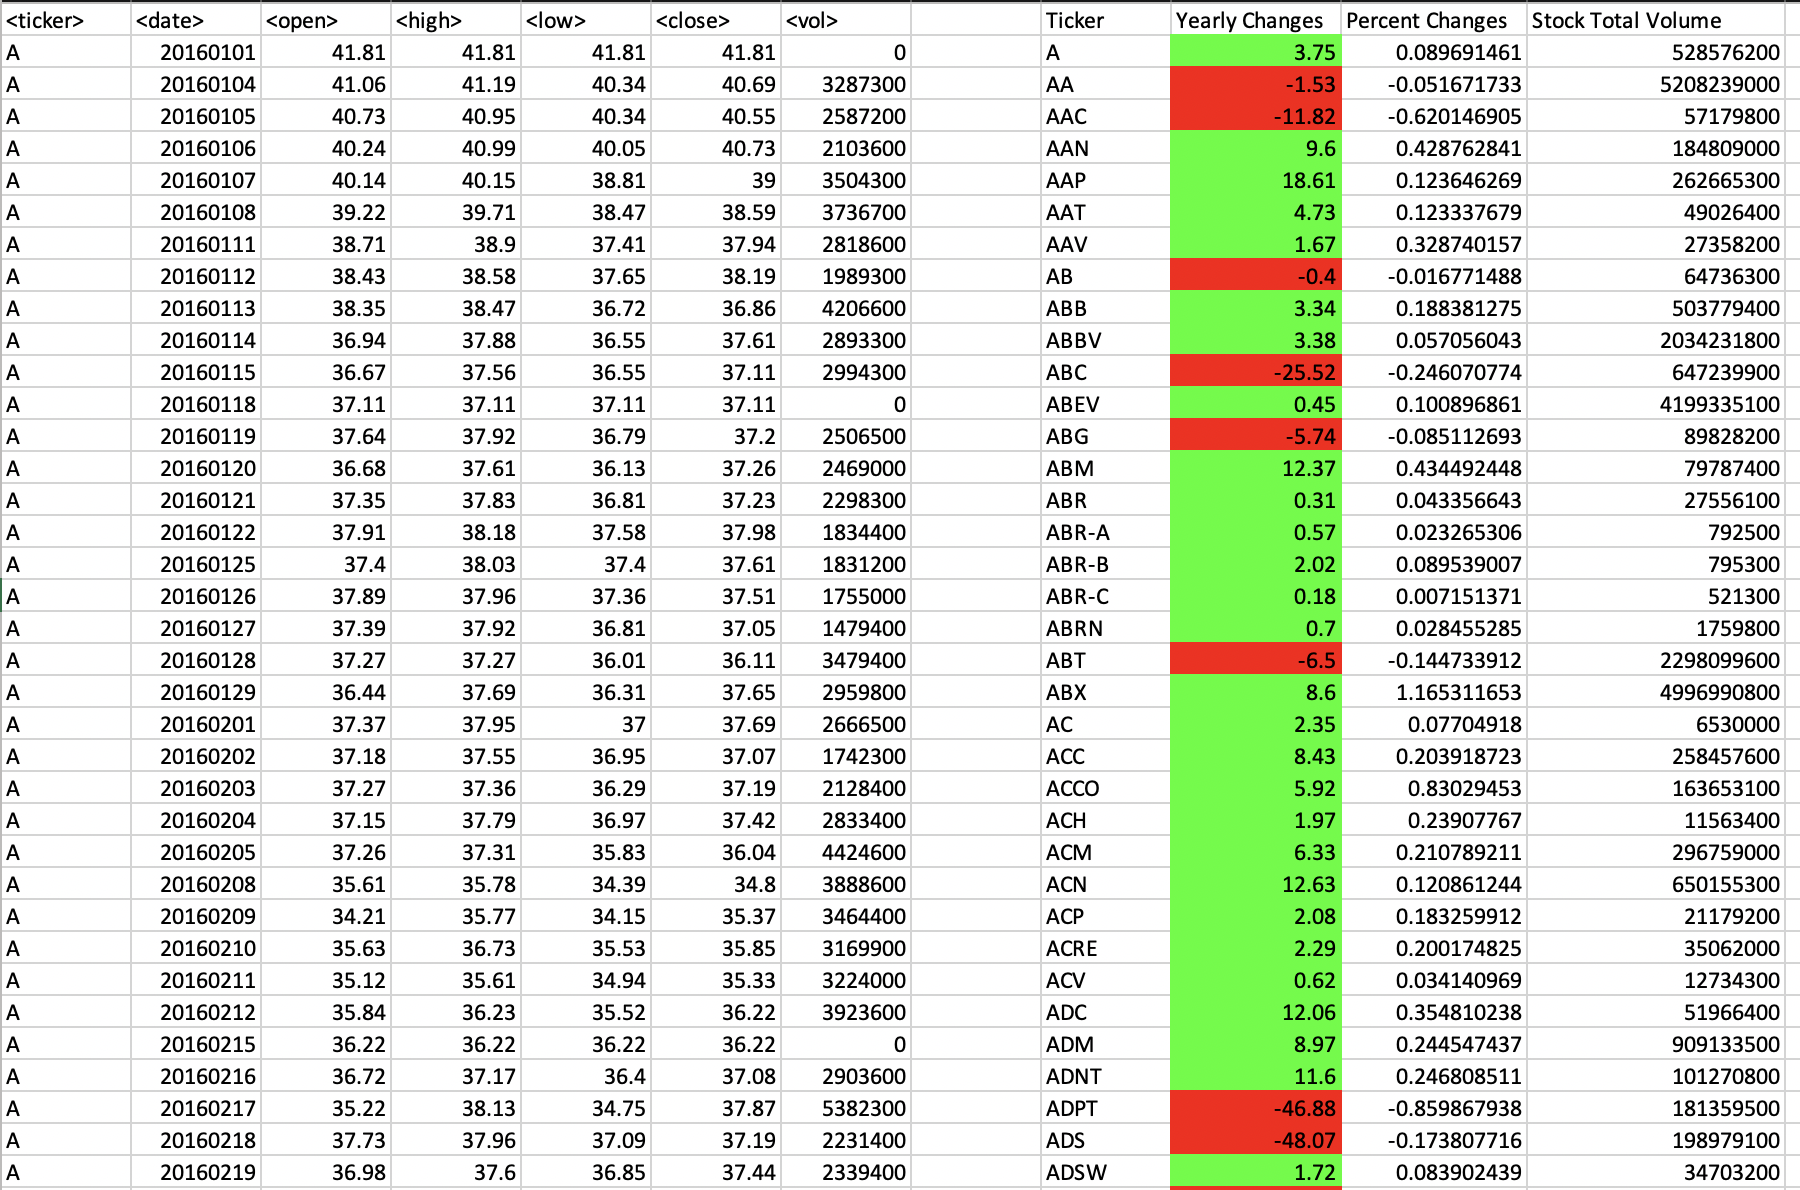 <ticker> <date> <open> <high> <low> <close> <vol> Ticker Yearly Changes Percent Changes Stock Total Volume
A 20160101 41.81 41.81 41.81 41.81 0 A 3.75 0.089691461 528576200
A 20160104 41.06 41.19 40.34 40.69 3287300 AA -1.53 -0.051671733 5208239000
A 20160105 40.73 40.95 40.34 40.55 2587200 AAC -11.82 -0.620146905 57179800
A 20160106 40.24 40.99 40.05 40.73 2103600 AAN 9.6 0.428762841 184809000
A 20160107 40.14 40.15 38.81 39 3504300 AAP 18.61 0.123646269 262665300
A 20160108 39.22 39.71 38.47 38.59 3736700 AAT 4.73 0.123337679 49026400
A 20160111 38.71 38.9 37.41 37.94 2818600 AAV 1.67 0.328740157 27358200
A 20160112 38.43 38.58 37.65 38.19 1989300 AB -0.4 -0.016771488 64736300
A 20160113 38.35 38.47 36.72 36.86 4206600 ABB 3.34 0.188381275 503779400
A 20160114 36.94 37.88 36.55 37.61 2893300 ABBV 3.38 0.057056043 2034231800
A 20160115 36.67 37.56 36.55 37.11 2994300 ABC -25.52 -0.246070774 647239900
A 20160118 37.11 37.11 37.11 37.11 0 ABEV 0.45 0.100896861 4199335100
A 20160119 37.64 37.92 36.79 37.2 2506500 ABG -5.74 -0.085112693 89828200
A 20160120 36.68 37.61 36.13 37.26 2469000 ABM 12.37 0.434492448 79787400
A 20160121 37.35 37.83 36.81 37.23 2298300 ABR 0.31 0.043356643 27556100
A 20160122 37.91 38.18 37.58 37.98 1834400 ABR-A 0.57 0.023265306 792500
A 20160125 37.4 38.03 37.4 37.61 1831200 ABR-B 2.02 0.089539007 795300
A 20160126 37.89 37.96 37.36 37.51 1755000 ABR-C 0.18 0.007151371 521300
A 20160127 37.39 37.92 36.81 37.05 1479400 ABRN 0.7 0.028455285 1759800
A 20160128 37.27 37.27 36.01 36.11 3479400 ABT -6.5 -0.144733912 2298099600
A 20160129 36.44 37.69 36.31 37.65 2959800 ABX 8.6 1.165311653 4996990800
A 20160201 37.37 37.95 37 37.69 2666500 AC 2.35 0.07704918 6530000
A 20160202 37.18 37.55 36.95 37.07 1742300 ACC 8.43 0.203918723 258457600
A 20160203 37.27 37.36 36.29 37.19 2128400 ACCO 5.92 0.83029453 163653100
A 20160204 37.15 37.79 36.97 37.42 2833400 ACH 1.97 0.23907767 11563400
A 20160205 37.26 37.31 35.83 36.04 4424600 ACM 6.33 0.210789211 296759000
A 20160208 35.61 35.78 34.39 34.8 3888600 ACN 12.63 0.120861244 650155300
A 20160209 34.21 35.77 34.15 35.37 3464400 ACP 2.08 0.183259912 21179200
A 20160210 35.63 36.73 35.53 35.85 3169900 ACRE 2.29 0.200174825 35062000
A 20160211 35.12 35.61 34.94 35.33 3224000 ACV 0.62 0.034140969 12734300
A 20160212 35.84 36.23 35.52 36.22 3923600 ADC 12.06 0.354810238 51966400
A 20160215 36.22 36.22 36.22 36.22 0 ADM 8.97 0.244547437 909133500
A 20160216 36.72 37.17 36.4 37.08 2903600 ADNT 11.6 0.246808511 101270800
A 20160217 35.22 38.13 34.75 37.87 5382300 ADPT -46.88 -0.859867938 181359500
A 20160218 37.73 37.96 37.09 37.19 2231400 ADS -48.07 -0.173807716 198979100
A 20160219 36.98 37.6 36.85 37.44 2339400 ADSW 1.72 0.083902439 34703200